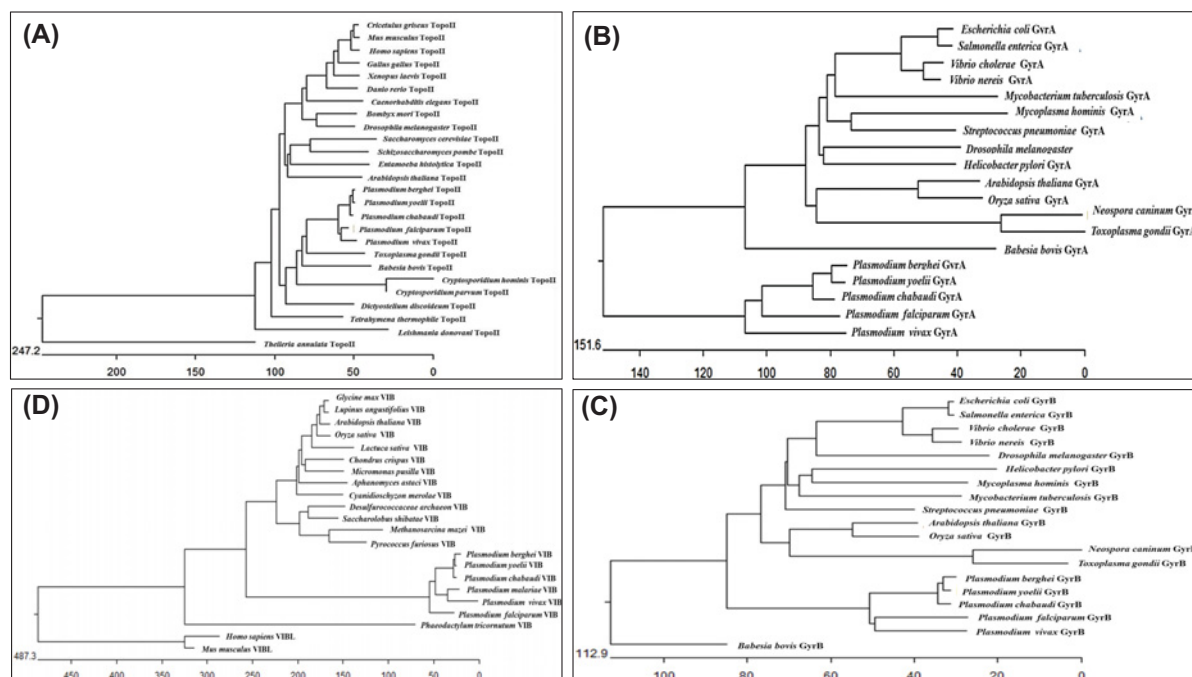 (A)
Cricetulus griseus TopoII
Mus musculus TopoII
Homo sapiens TopoII
Gallus gallus TopoII
Xenopus laevis TopoII
Danio rerio TopoII
Caenorhabditis elegans TopoII
Bombyx mori TopoII
Drosophila melanogaster TopoII
Saccharomyces cerevisiae TopoII
Schizosaccharomyces pombe TopoII
Entamoeba histolytica TopoII
Arabidopsis thaliana TopoII
Plasmodium berghei TopoII
Plasmodium yoelii TopoII
Plasmodium chabaudi TopoII
Plasmodium falciparum TopoII
Plasmodium vivax TopoII
Toxoplasma gondii TopoII
Babesia bovis TopoII
Cryptosporidium hominis TopoII
Cryptosporidium parvum TopoII
Dictyostelium discoideum TopoII
Tetrahymena thermophile TopoII
Leishmania donovani TopoII
Theileria annulata TopoII
247.2
200 150 100 50 0
(B)
Escherichia coli GyrA
Salmonella enterica GyrA
Vibrio cholerae GyrA
Vibrio nereis GyrA
Mycobacterium tuberculosis GyrA
Mycoplasma hominis GyrA
Streptococcus pneumoniae GyrA
Drosophila melanogaster
Helicobacter pylori GyrA
Arabidopsis thaliana GyrA
Oryza sativa GyrA
Neospora caninum GyrA
Toxoplasma gondii GyrA
Babesia bovis GyrA
Plasmodium berghei GyrA
Plasmodium yoelii GyrA
Plasmodium chabaudi GyrA
Plasmodium falciparum GyrA
Plasmodium vivax GyrA
151.6
140 120 100 80 60 40 20 0
(D)
Glycine max VIB
Lupinus angustifolius VIB
Arabidopsis thaliana VIB
Oryza sativa VIB
Lactuca sativa VIB
Chondrus crispus VIB
Micromonas pusilla VIB
Aphanomyces astaci VIB
Cyanidioschyzon merolae VIB
Desulfurococcaceae archaeon VIB
Saccharolobus shibatae VIB
Methanosarcina mazei VIB
Pyrococcus furiosus VIB
Plasmodium berghei VIB
Plasmodium yoelii VIB
Plasmodium chabaudi VIB
Plasmodium malariae VIB
Plasmodium vivax VIB
Plasmodium falciparum VIB
Phaeodactylum tricornutum VIB
Homo sapiens VIBL
Mus musculus VIBL
487.3
450 400 350 300 250 200 150 100 50 0
(C)
Escherichia coli GyrB
Salmonella enterica GyrB
Vibrio cholerae GyrB
Vibrio nereis GyrB
Drosophila melanogaster GyrB
Helicobacter pylori GyrB
Mycoplasma hominis GyrB
Mycobacterium tuberculosis GyrB
Streptococcus pneumoniae GyrB
Arabidopsis thaliana GyrB
Oryza sativa GyrB
Neospora caninum GyrB
Toxoplasma gondii GyrB
Plasmodium berghei GyrB
Plasmodium yoelii GyrB
Plasmodium chabaudi GyrB
Plasmodium falciparum GyrB
Plasmodium vivax GyrB
Babesia bovis GyrB
112.9
100 80 60 40 20 0